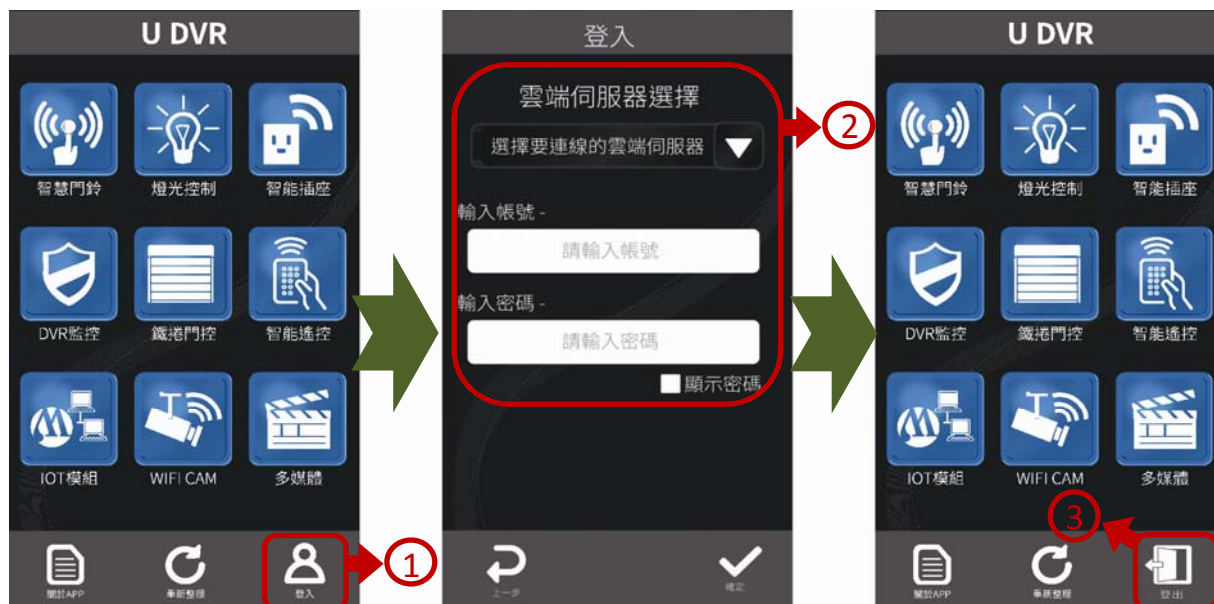 U DVR
智慧門鈴 燈光控制 智能插座
DVR監控 鐵捲門控 智能遙控
IOT模組 WIFI CAM 多媒體
關於APP 重新整理 登入
1
登入
雲端伺服器選擇
選擇要連線的雲端伺服器
輸入帳號 -
請輸入帳號
輸入密碼 -
請輸入密碼
顯示密碼
上一步 確定
2
U DVR
智慧門鈴 燈光控制 智能插座
DVR監控 鐵捲門控 智能遙控
IOT模組 WIFI CAM 多媒體
3
關於APP 重新整理 登出